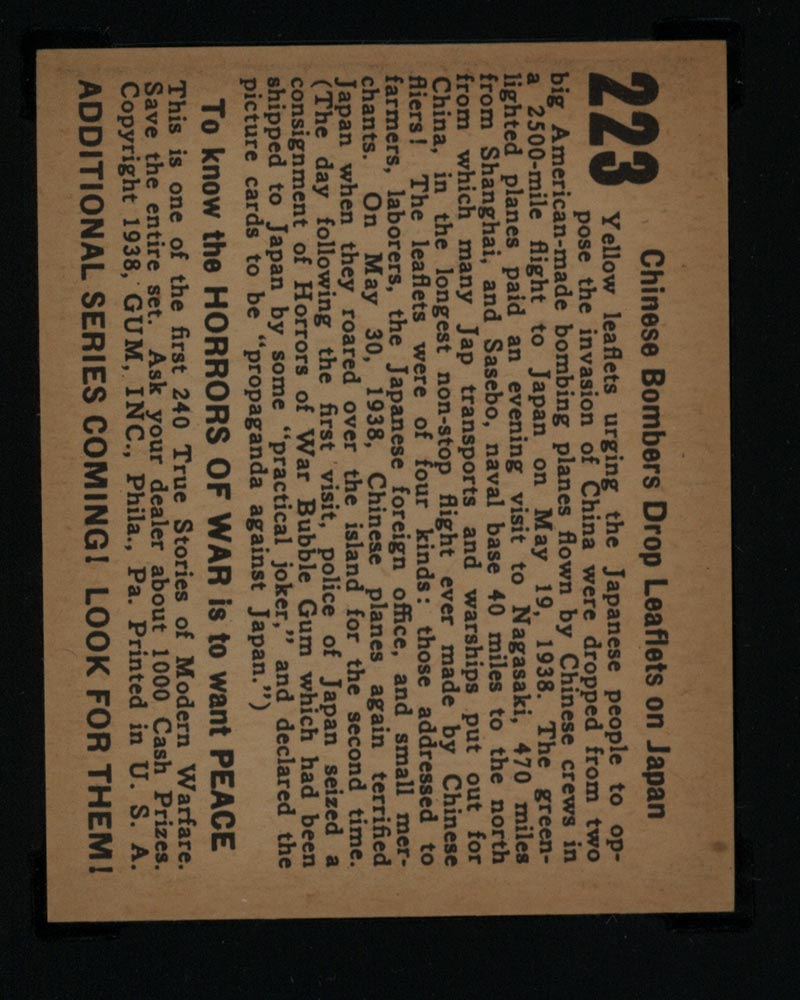 223 Chinese Bombers Drop Leaflets on Japan
Yellow leaflets urging the Japanese people to op-
pose the invasion of China were dropped from two
big American-made bombing planes flown by Chinese crews in
a 2500-mile flight to Japan on May 19, 1938. The green-
lighted planes paid an evening visit to Nagasaki, 470 miles
from Shanghai, and Sasebo, naval base 40 miles to the north
from which many Jap transports and warships put out for
China, in the longest non-stop flight ever made by Chinese
fliers! The leaflets were of four kinds: those addressed to
farmers, laborers, the Japanese foreign office, and small mer-
chants. On May 30, 1938, Chinese planes again terrified
Japan when they roared over the island for the second time.
(The day following the first visit, police of Japan seized a
consignment of Horrors of War Bubble Gum which had been
shipped to Japan by some "practical joker," and declared the
picture cards to be "propaganda against Japan.")
To know the HORRORS OF WAR is to want PEACE
This is one of the first 240 True Stories of Modern Warfare.
Save the entire set. Ask your dealer about 1000 Cash Prizes.
Copyright 1938, GUM, INC., Phila., Pa. Printed in U. S. A.
ADDITIONAL SERIES COMING! LOOK FOR THEM!